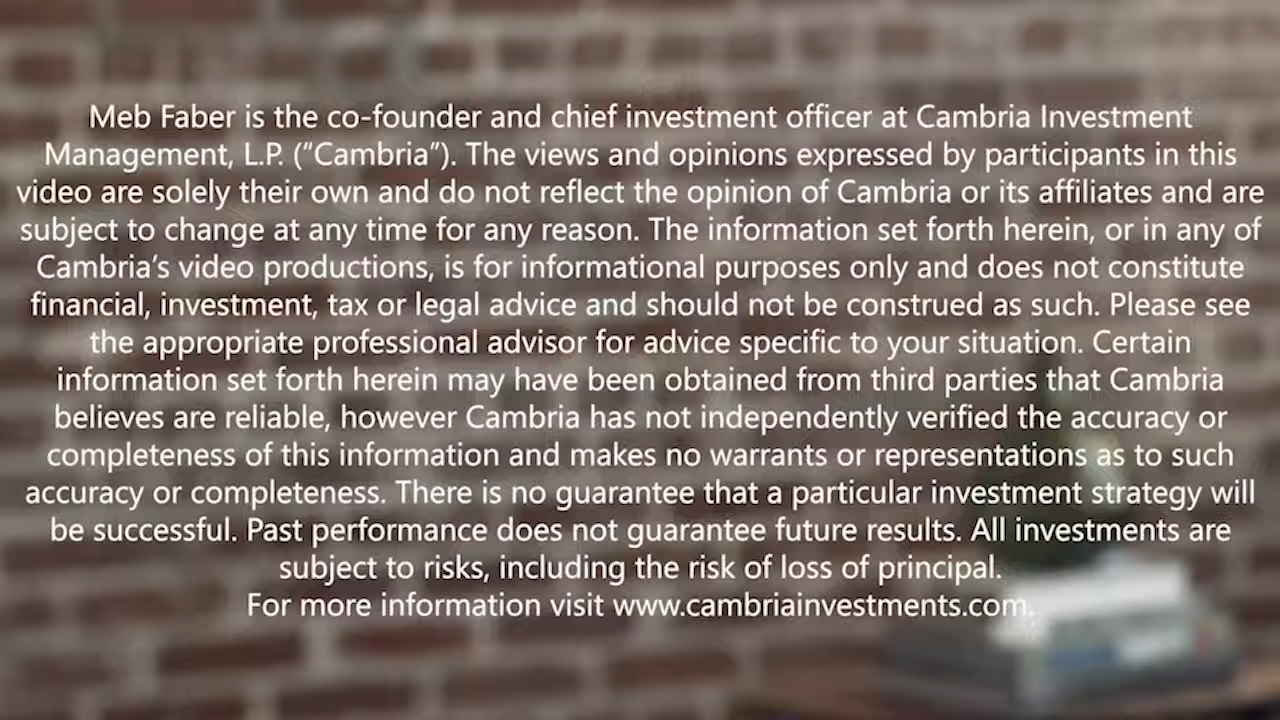 Meb Faber is the co-founder and chief investment officer at Cambria Investment
Management, L.P. (“Cambria”). The views and opinions expressed by participants in this
video are solely their own and do not reflect the opinion of Cambria or its affiliates and are
subject to change at any time for any reason. The information set forth herein, or in any of
Cambria’s video productions, is for informational purposes only and does not constitute
financial, investment, tax or legal advice and should not be construed as such. Please see
the appropriate professional advisor for advice specific to your situation. Certain
information set forth herein may have been obtained from third parties that Cambria
believes are reliable, however Cambria has not independently verified the accuracy or
completeness of this information and makes no warrants or representations as to such
accuracy or completeness. There is no guarantee that a particular investment strategy will
be successful. Past performance does not guarantee future results. All investments are
subject to risks, including the risk of loss of principal.
For more information visit www.cambriainvestments.com.